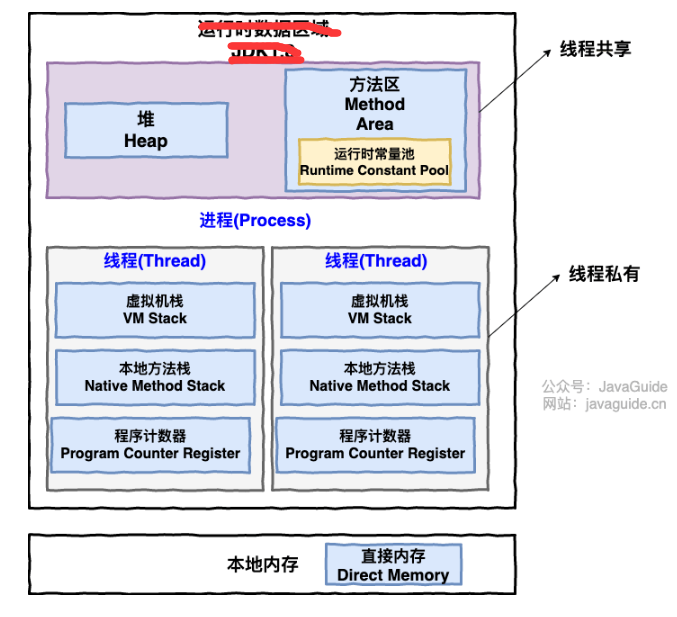 运行时数据区域
线程共享
堆
Heap
方法区
Method
Area
运行时常量池
Runtime Constant Pool
进程(Process)
线程(Thread)
线程(Thread)
线程私有
虚拟机栈
VM Stack
虚拟机栈
VM Stack
本地方法栈
Native Method Stack
本地方法栈
Native Method Stack
程序计数器
Program Counter Register
程序计数器
Program Counter Register
公众号：JavaGuide
网站：javaguide.cn
本地内存
直接内存
Direct Memory